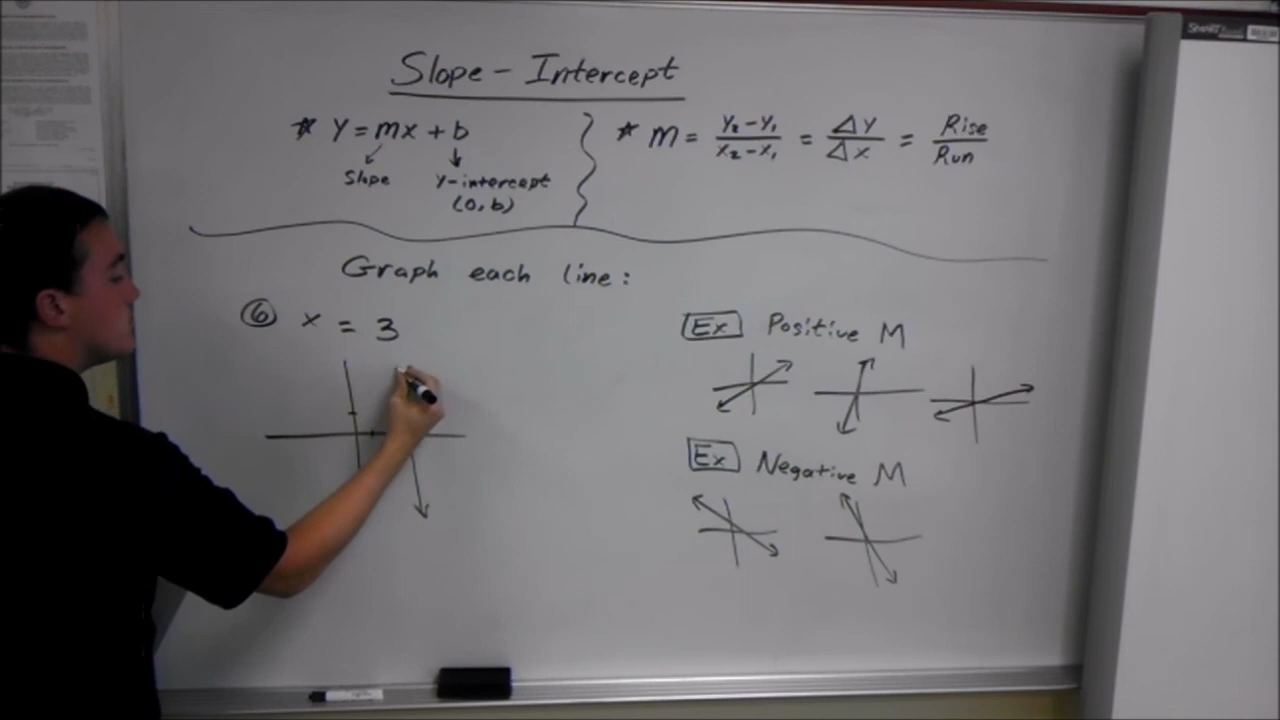 Slope - Intercept
* y = mx + b
Slope
y-intercept
(0, b)
* M = y₂ - y₁ / x₂ - x₁ = Δy / Δx = Rise / Run
Graph each line:
⑥ x = 3
Ex Positive M
Ex Negative M
SMART